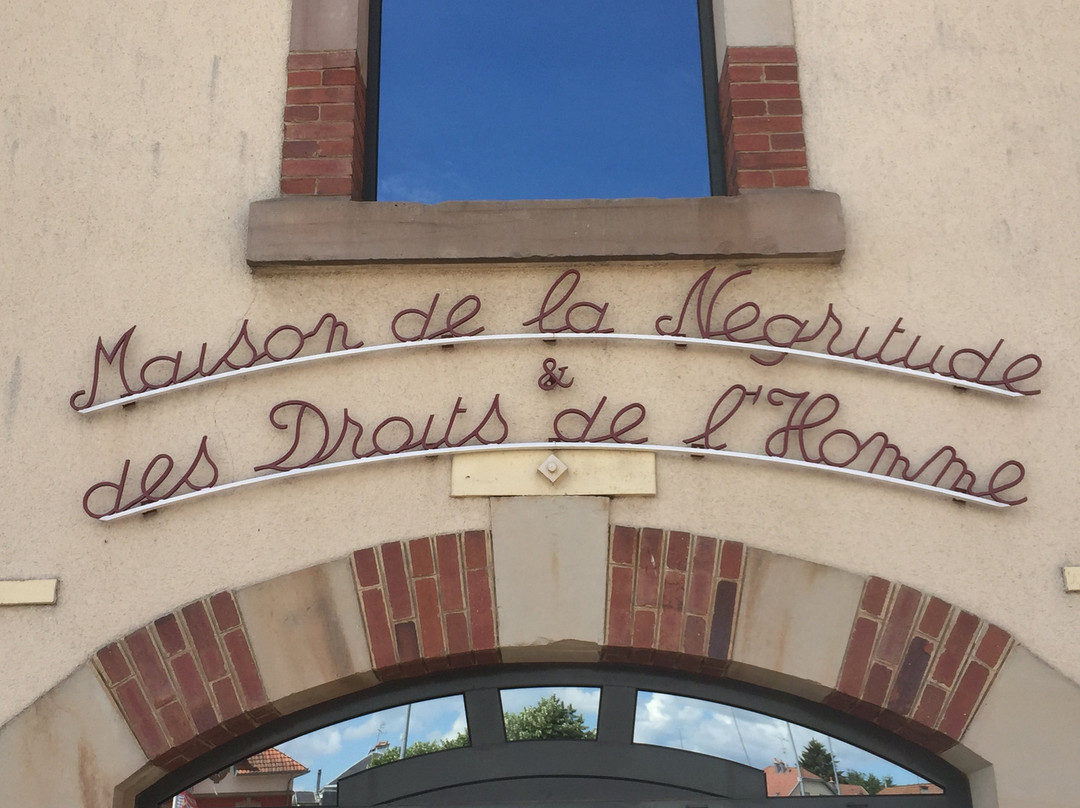 Maison de la Negritude
&
des Droits de l'Homme